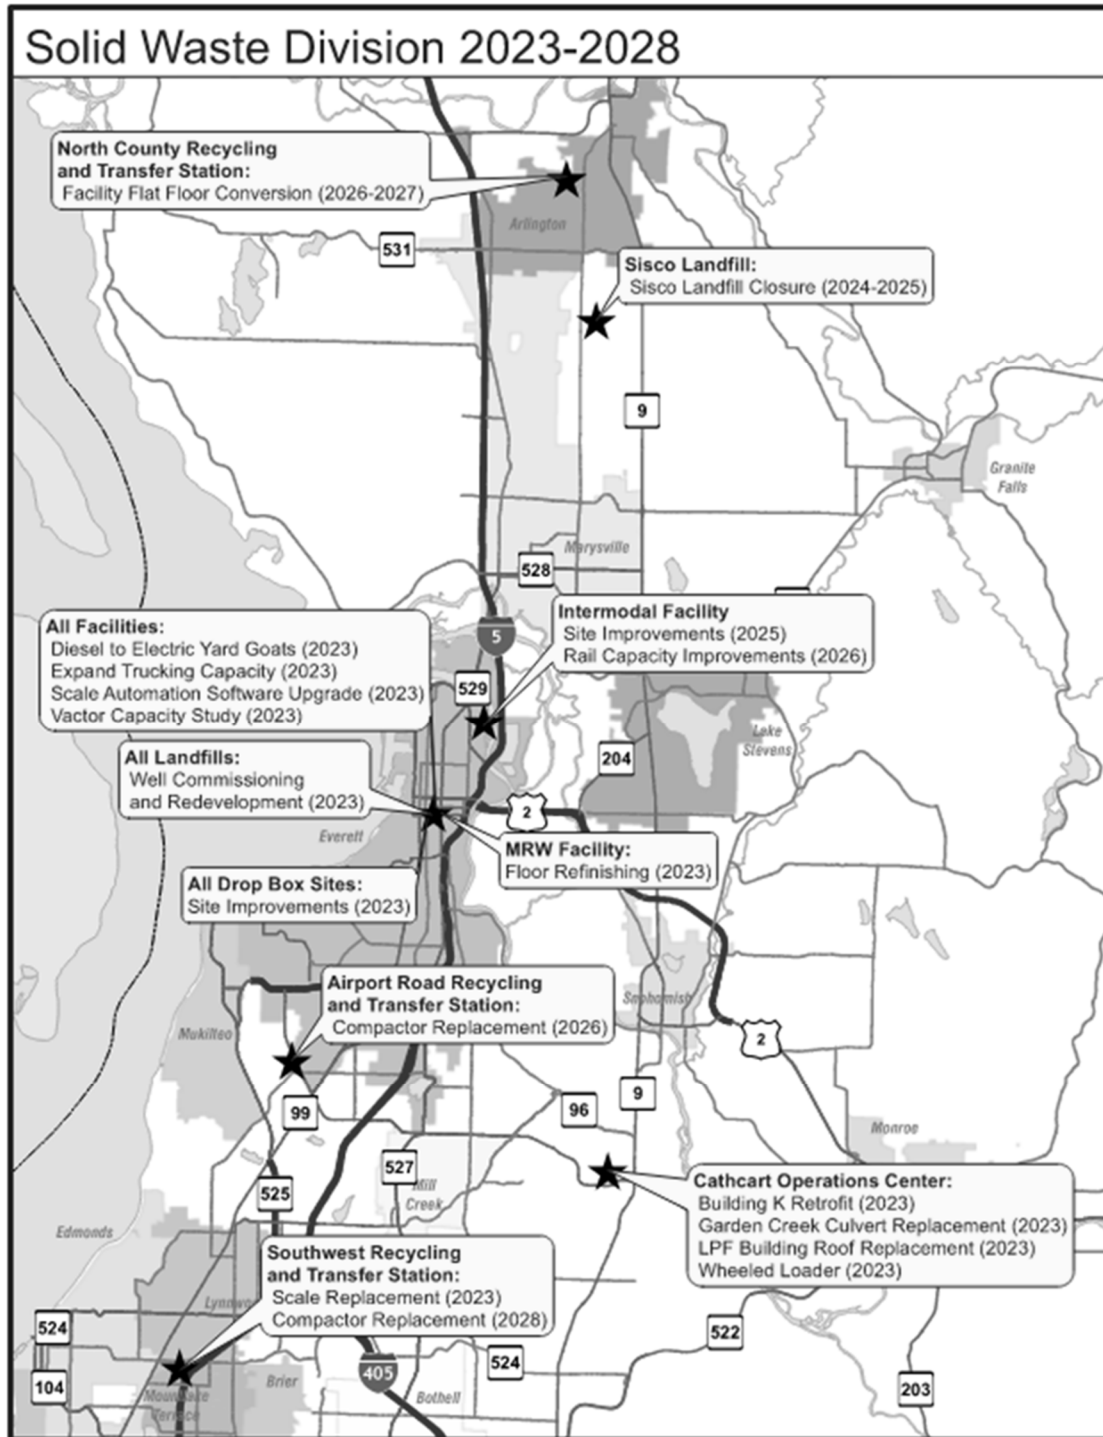 Solid Waste Division 2023-2028
North County Recycling
and Transfer Station:
Facility Flat Floor Conversion (2026-2027)
Arlington
531
Sisco Landfill:
Sisco Landfill Closure (2024-2025)
9
Granite
Falls
Marysville
528
All Facilities:
Diesel to Electric Yard Goats (2023)
Expand Trucking Capacity (2023)
Scale Automation Software Upgrade (2023)
Vactor Capacity Study (2023)
Intermodal Facility
Site Improvements (2025)
Rail Capacity Improvements (2026)
5
529
Lake
Stevens
204
All Landfills:
Well Commissioning
and Redevelopment (2023)
2
Everett
MRW Facility:
Floor Refinishing (2023)
All Drop Box Sites:
Site Improvements (2023)
Airport Road Recycling
and Transfer Station:
Compactor Replacement (2026)
Snohomish
Mukilteo
2
9
96
99
Monroe
527
Mill
Creek
525
Cathcart Operations Center:
Building K Retrofit (2023)
Garden Creek Culvert Replacement (2023)
LPF Building Roof Replacement (2023)
Wheeled Loader (2023)
Edmonds
Southwest Recycling
and Transfer Station:
Scale Replacement (2023)
Compactor Replacement (2028)
Lynnwo
524
522
524
405
104
Brier
Bothell
203
Mountlake
Terrace